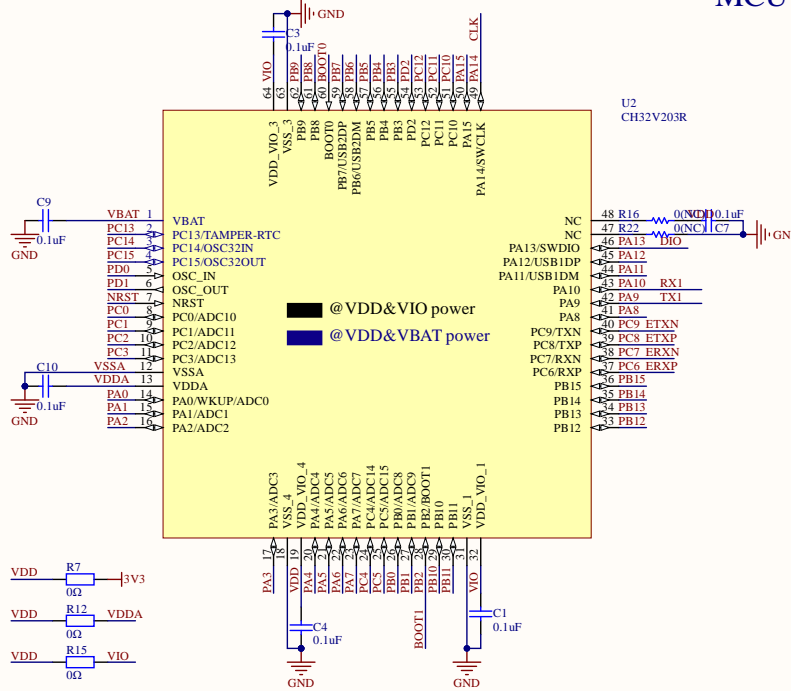 MCU
GND
C3
0.1uF
CLK
VIO
PB9
PB8
BOOT0
PB7
PB6
PB5
PB4
PB3
PD2
PC12
PC11
PC10
PA15
PA14
64
63
62
61
60
59
58
57
56
55
54
53
52
51
50
49
U2
CH32V203R
VDD_VIO_3
VSS_3
PB9
PB8
BOOT0
PB7/USB2DP
PB6/USB2DM
PB5
PB4
PB3
PD2
PC12
PC11
PC10
PA15
PA14/SWCLK
C9
0.1uF
GND
VBAT 1 VBAT
PC13 2 PC13/TAMPER-RTC
PC14 3 PC14/OSC32IN
PC15 4 PC15/OSC32OUT
PD0 5 OSC_IN
PD1 6 OSC_OUT
NRST 7 NRST
PC0 8 PC0/ADC10
PC1 9 PC1/ADC11
PC2 10 PC2/ADC12
PC3 11 PC3/ADC13
VSSA 12 VSSA
VDDA 13 VDDA
PA0 14 PA0/WKUP/ADC0
PA1 15 PA1/ADC1
PA2 16 PA2/ADC2
C10
0.1uF
GND
@VDD&VIO power
@VDD&VBAT power
NC 48 R16 0(NC) VDD 0.1uF
NC 47 R22 0(NC) C7
GN
PA13/SWDIO 46 PA13 DIO
PA12/USB1DP 45 PA12
PA11/USB1DM 44 PA11
PA10 43 PA10 RX1
PA9 42 PA9 TX1
PA8 41 PA8
PC9/TXN 40 PC9 ETXN
PC8/TXP 39 PC8 ETXP
PC7/RXN 38 PC7 ERXN
PC6/RXP 37 PC6 ERXP
PB15 36 PB15
PB14 35 PB14
PB13 34 PB13
PB12 33 PB12
PA3/ADC3
VSS_4
VDD_VIO_4
PA4/ADC4
PA5/ADC5
PA6/ADC6
PA7/ADC7
PC4/ADC14
PC5/ADC15
PB0/ADC8
PB1/ADC9
PB2/BOOT1
PB10
PB11
VSS_1
VDD_VIO_1
17
18
19
20
21
22
23
24
25
26
27
28
29
30
31
32
PA3
VDD
PA4
PA5
PA6
PA7
PC4
PC5
PB0
PB1
PB2
PB10
PB11
VIO
BOOT1
C4
0.1uF
GND
C1
0.1uF
GND
VDD R7 0Ω 3V3
VDD R12 0Ω VDDA
VDD R15 0Ω VIO